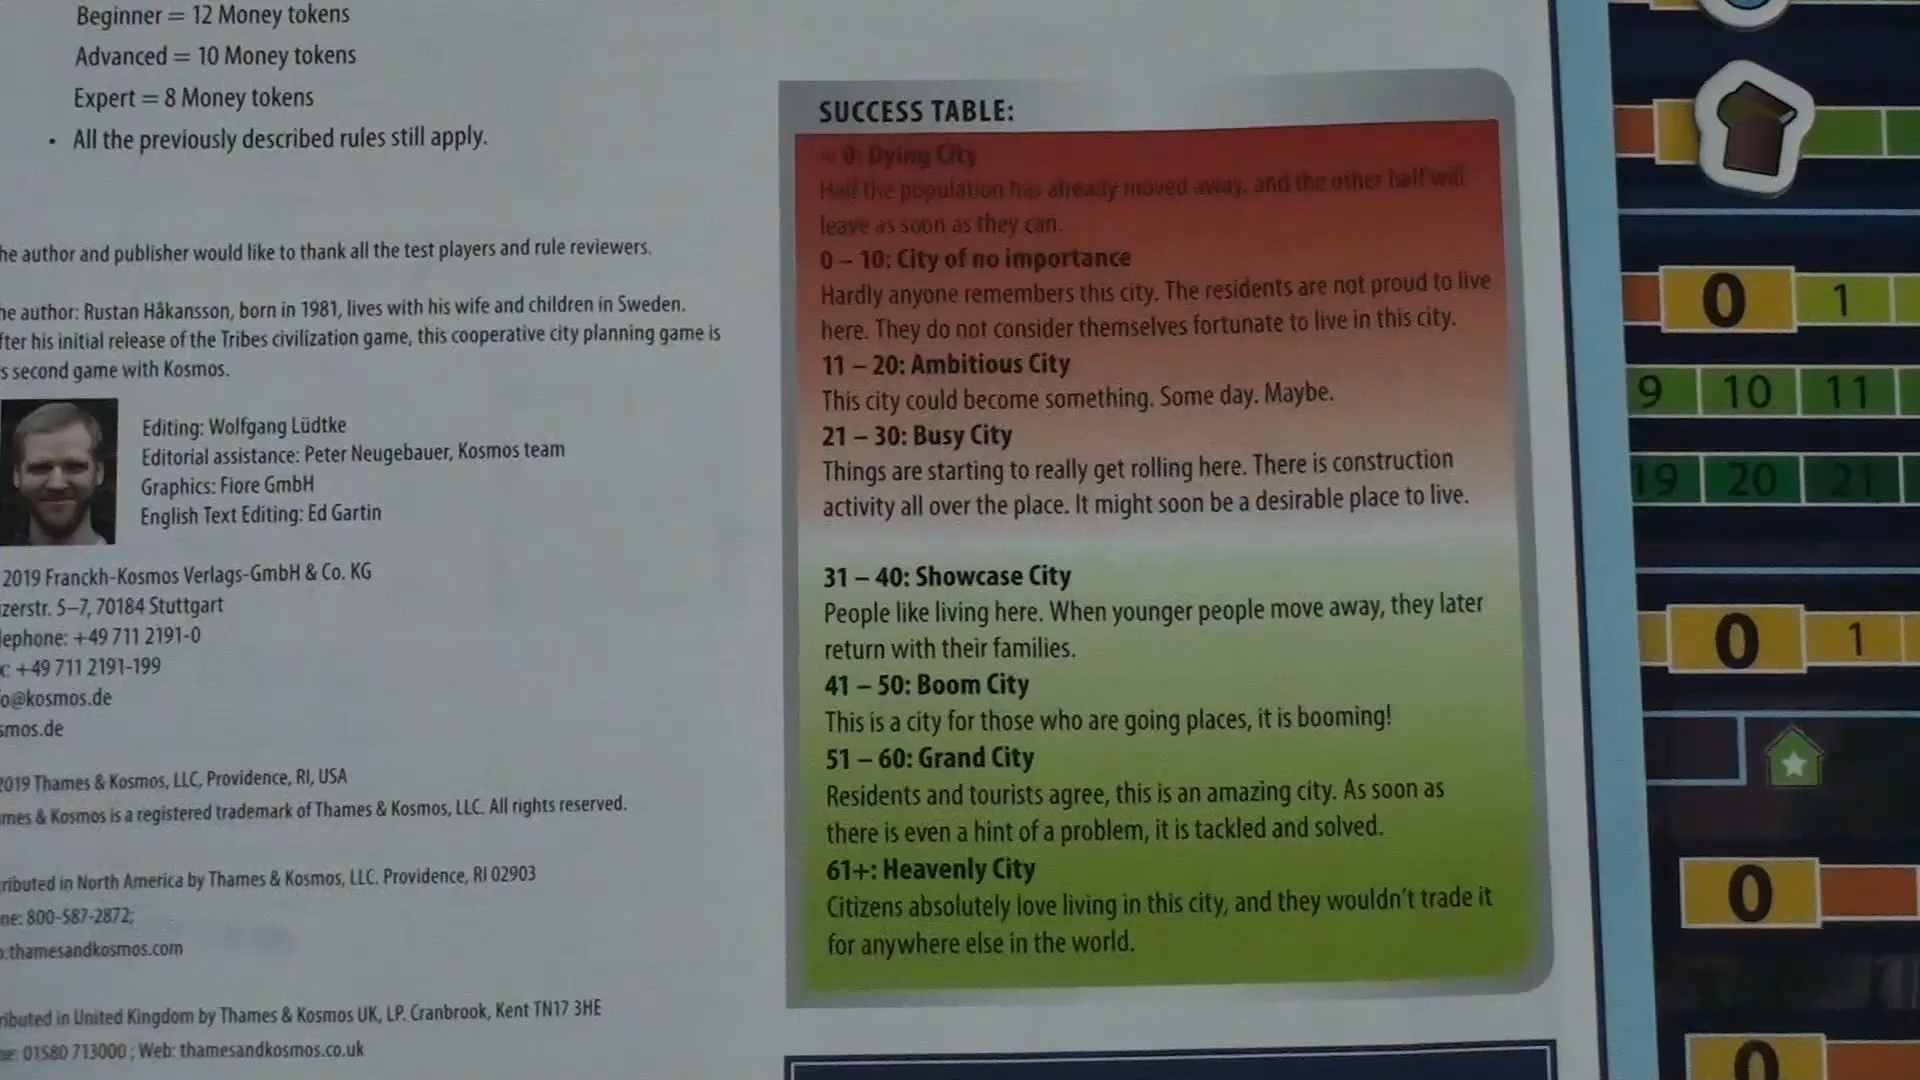 Beginner = 12 Money tokens
Advanced = 10 Money tokens
Expert = 8 Money tokens
• All the previously described rules still apply.
he author and publisher would like to thank all the test players and rule reviewers.
he author: Rustan Håkansson, born in 1981, lives with his wife and children in Sweden.
fter his initial release of the Tribes civilization game, this cooperative city planning game is
s second game with Kosmos.
Editing: Wolfgang Lüdtke
Editorial assistance: Peter Neugebauer, Kosmos team
Graphics: Fiore GmbH
English Text Editing: Ed Gartin
2019 Franckh-Kosmos Verlags-GmbH & Co. KG
zerstr. 5–7, 70184 Stuttgart
lephone: +49 711 2191-0
x: +49 711 2191-199
o@kosmos.de
smos.de
2019 Thames & Kosmos, LLC, Providence, RI, USA
mes & Kosmos is a registered trademark of Thames & Kosmos, LLC. All rights reserved.
ributed in North America by Thames & Kosmos, LLC. Providence, RI 02903
ne: 800-587-2872;
o:thamesandkosmos.com
ributed in United Kingdom by Thames & Kosmos UK, LP. Cranbrook, Kent TN17 3HE
ne: 01580 713000 ; Web: thamesandkosmos.co.uk
SUCCESS TABLE:
< 0: Dying City
Half the population has already moved away, and the other half will
leave as soon as they can.
0 – 10: City of no importance
Hardly anyone remembers this city. The residents are not proud to live
here. They do not consider themselves fortunate to live in this city.
11 – 20: Ambitious City
This city could become something. Some day. Maybe.
21 – 30: Busy City
Things are starting to really get rolling here. There is construction
activity all over the place. It might soon be a desirable place to live.
31 – 40: Showcase City
People like living here. When younger people move away, they later
return with their families.
41 – 50: Boom City
This is a city for those who are going places, it is booming!
51 – 60: Grand City
Residents and tourists agree, this is an amazing city. As soon as
there is even a hint of a problem, it is tackled and solved.
61+: Heavenly City
Citizens absolutely love living in this city, and they wouldn't trade it
for anywhere else in the world.
0 1
9 10 11
19 20 21
0 1
0
0